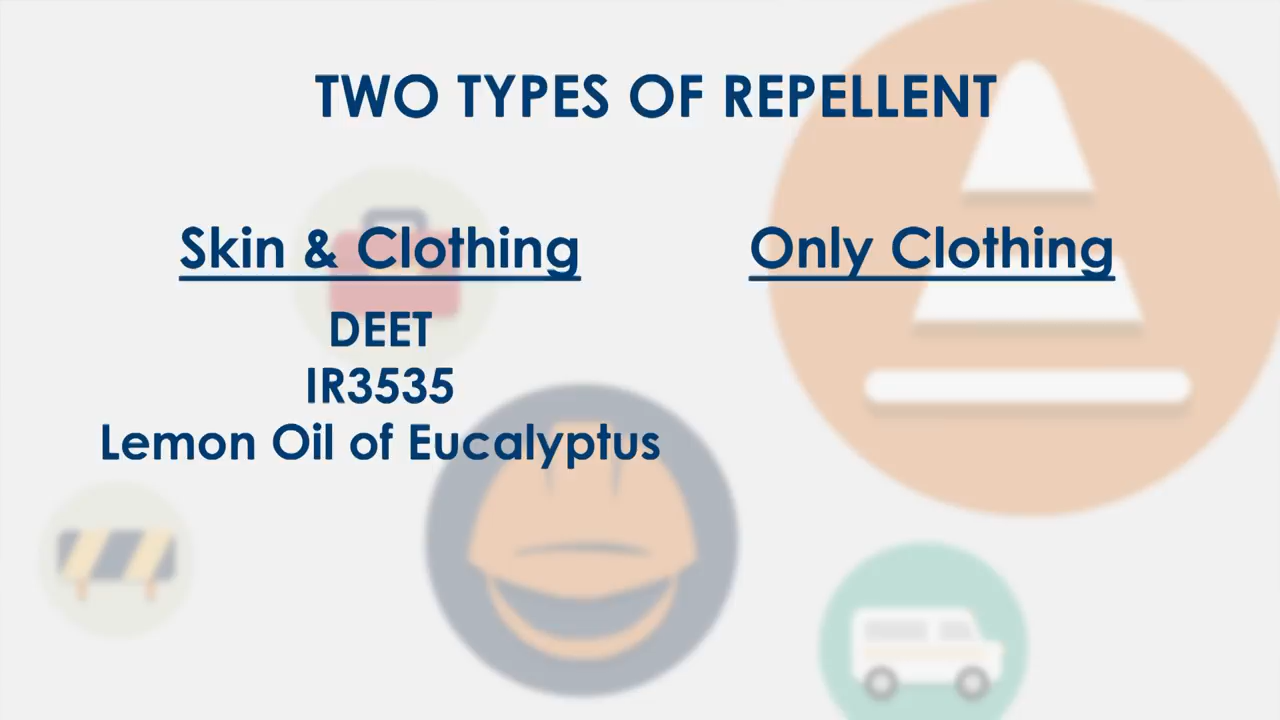 TWO TYPES OF REPELLENT
Skin & Clothing
DEET
IR3535
Lemon Oil of Eucalyptus
Only Clothing